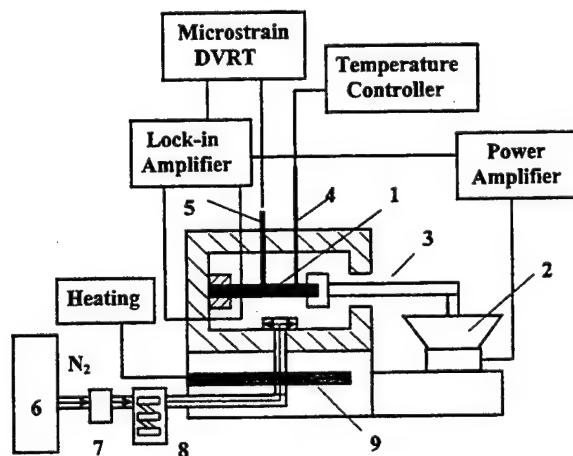 Microstrain
DVRT
Temperature
Controller
Lock-in
Amplifier
Power
Amplifier
5
4
1
3
2
Heating
N₂
6
7
8
9